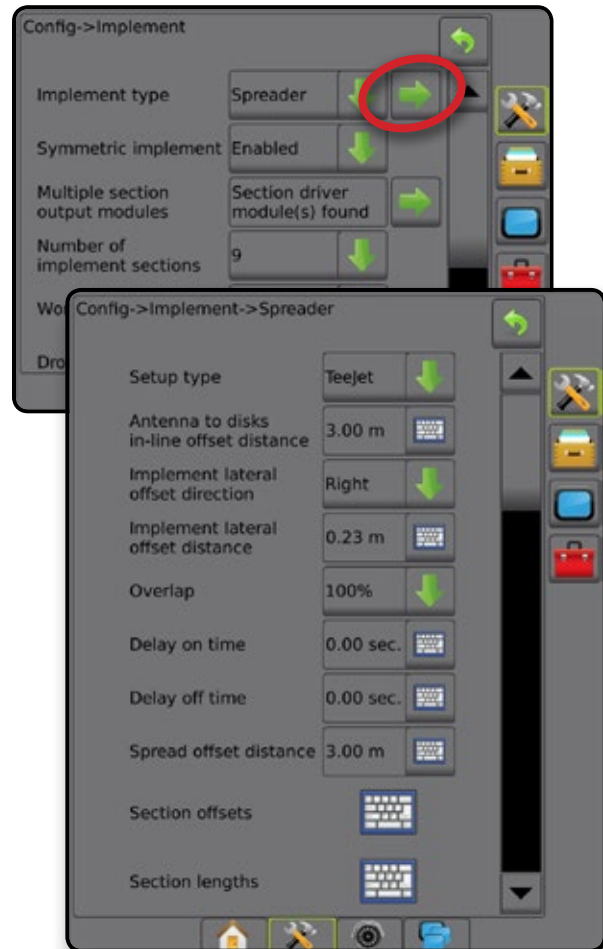 Config->Implement
Implement type
Spreader
Symmetric implement
Enabled
Multiple section
output modules
Section driver
module(s) found
Number of
implement sections
9
Wo
Dro
Config->Implement->Spreader
Setup type
TeeJet
Antenna to disks
in-line offset distance
3.00 m
Implement lateral
offset direction
Right
Implement lateral
offset distance
0.23 m
Overlap
100%
Delay on time
0.00 sec.
Delay off time
0.00 sec.
Spread offset distance
3.00 m
Section offsets
Section lengths